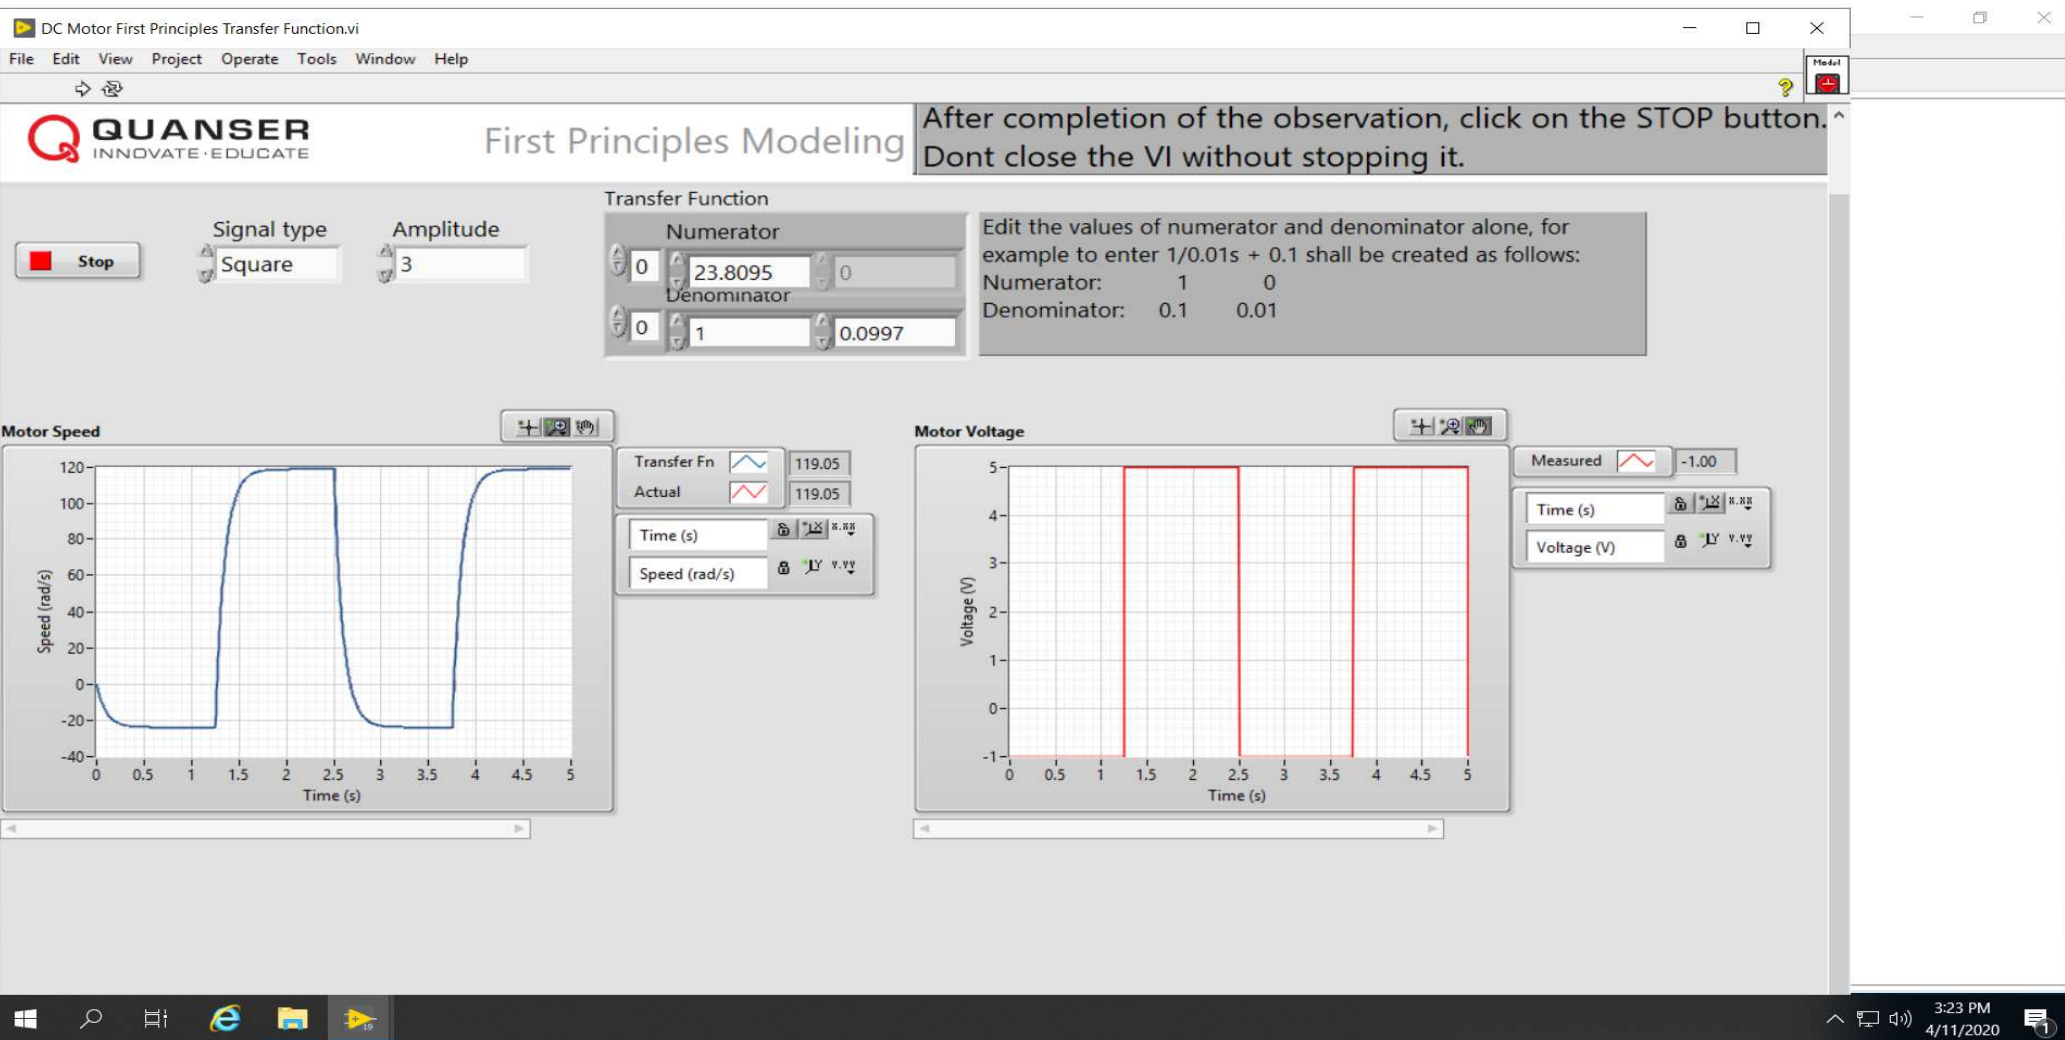 DC Motor First Principles Transfer Function.vi
File Edit View Project Operate Tools Window Help
Model
QUANSER
INNOVATE·EDUCATE
First Principles Modeling
After completion of the observation, click on the STOP button.
Dont close the VI without stopping it.
Stop
Signal type
Square
Amplitude
3
Transfer Function
Numerator
0 23.8095 0
Denominator
0 1 0.0997
Edit the values of numerator and denominator alone, for
example to enter 1/0.01s + 0.1 shall be created as follows:
Numerator: 1 0
Denominator: 0.1 0.01
Motor Speed
120
100
80
60
40
20
0
-20
-40
Speed (rad/s)
0 0.5 1 1.5 2 2.5 3 3.5 4 4.5 5
Time (s)
Transfer Fn 119.05
Actual 119.05
Time (s) X.XX
Speed (rad/s) Y.YY
Motor Voltage
5
4
3
2
1
0
-1
Voltage (V)
0 0.5 1 1.5 2 2.5 3 3.5 4 4.5 5
Time (s)
Measured -1.00
Time (s) X.XX
Voltage (V) Y.YY
19
3:23 PM
4/11/2020
1